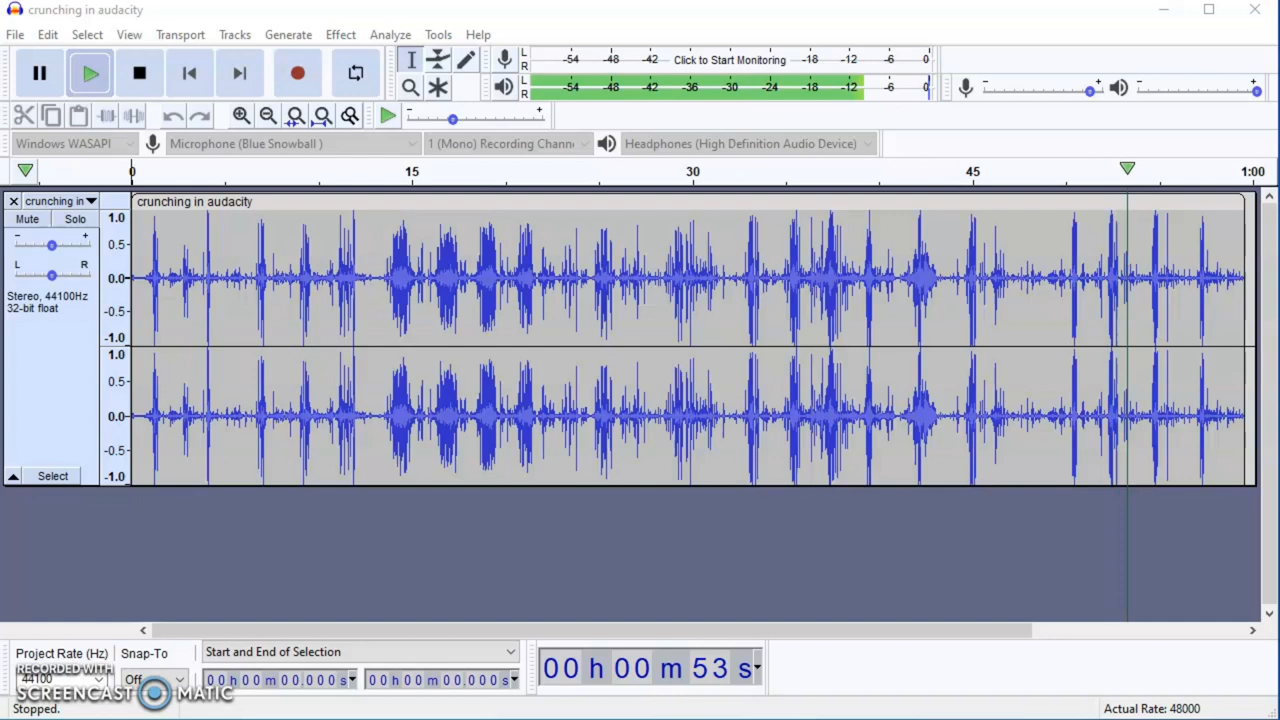 crunching in audacity
File Edit Select View Transport Tracks Generate Effect Analyze Tools Help
L R -54 -48 -42 Click to Start Monitoring -18 -12 -6 0
L R -54 -48 -42 -36 -30 -24 -18 -12 -6 0
- + - +
- +
Windows WASAPI Microphone (Blue Snowball ) 1 (Mono) Recording Chann Headphones (High Definition Audio Device)
0 15 30 45 1:00
crunching in crunching in audacity
Mute Solo
- +
L R
Stereo, 44100Hz
32-bit float
Select
1.0
0.5-
0.0-
-0.5-
-1.0
1.0
0.5-
0.0-
-0.5-
-1.0
Project Rate (Hz) Snap-To Start and End of Selection
44100 Off 00 h 00 m 00.000 s 00 h 00 m 00.000 s 00 h 00 m 53 s
RECORDED WITH
SCREENCAST MATIC
Stopped. Actual Rate: 48000